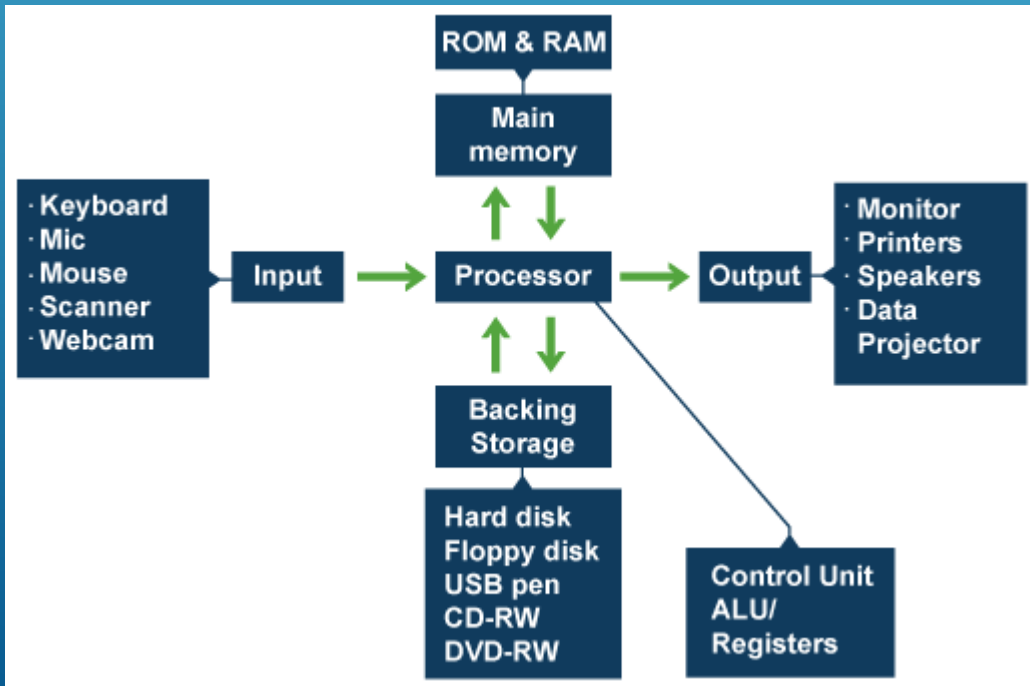 ROM & RAM
Main
memory
· Keyboard
· Mic
· Mouse
· Scanner
· Webcam
Input
Processor
Output
· Monitor
· Printers
· Speakers
· Data
Projector
Backing
Storage
Hard disk
Floppy disk
USB pen
CD-RW
DVD-RW
Control Unit
ALU/
Registers